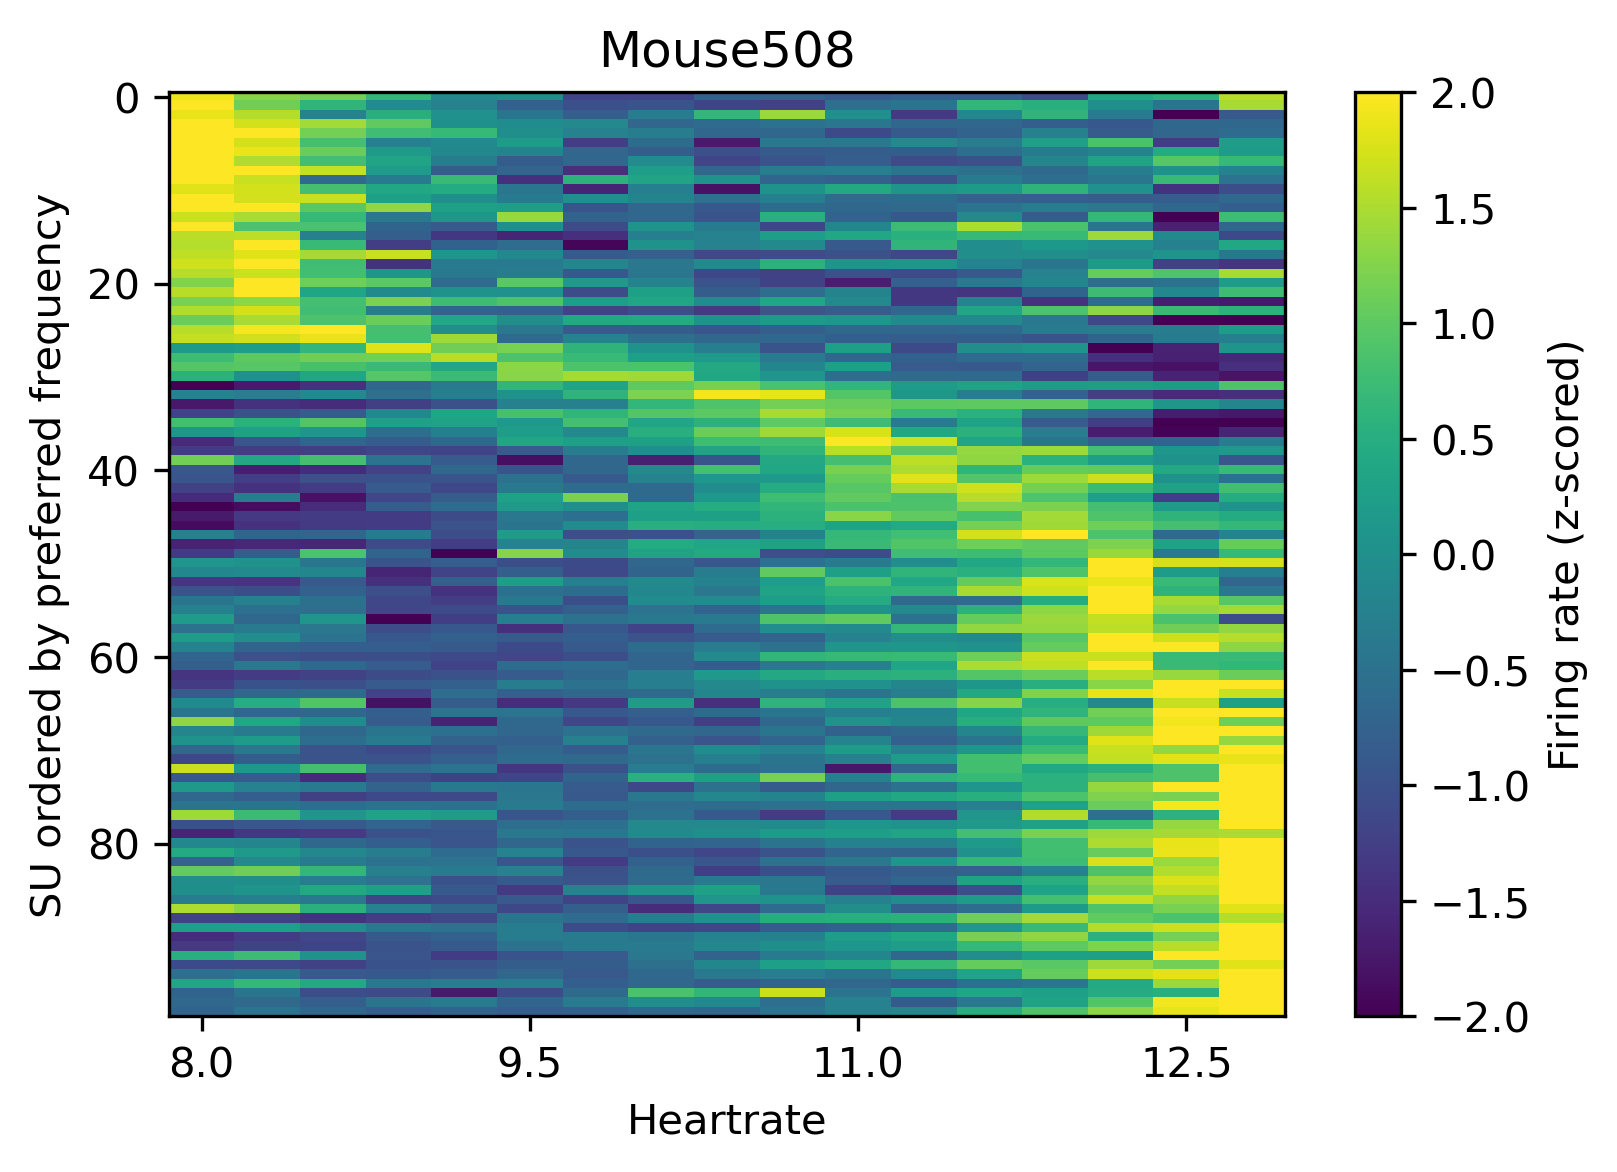 Mouse508
SU ordered by preferred frequency
0
20
40
60
80
8.0 9.5 11.0 12.5
Heartrate
2.0
1.5
1.0
0.5
0.0
−0.5
−1.0
−1.5
−2.0
Firing rate (z-scored)